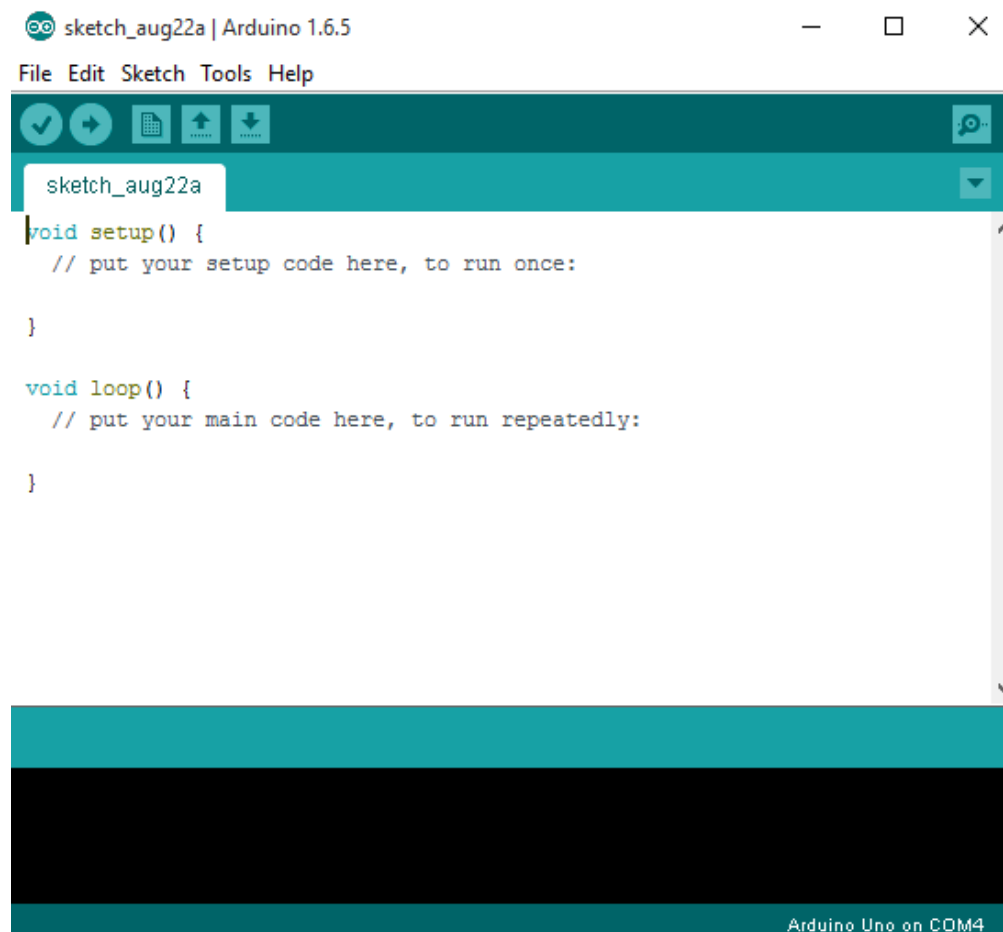 sketch_aug22a | Arduino 1.6.5
File Edit Sketch Tools Help
sketch_aug22a
void setup() {
  // put your setup code here, to run once:
}
void loop() {
  // put your main code here, to run repeatedly:
}
Arduino Uno on COM4